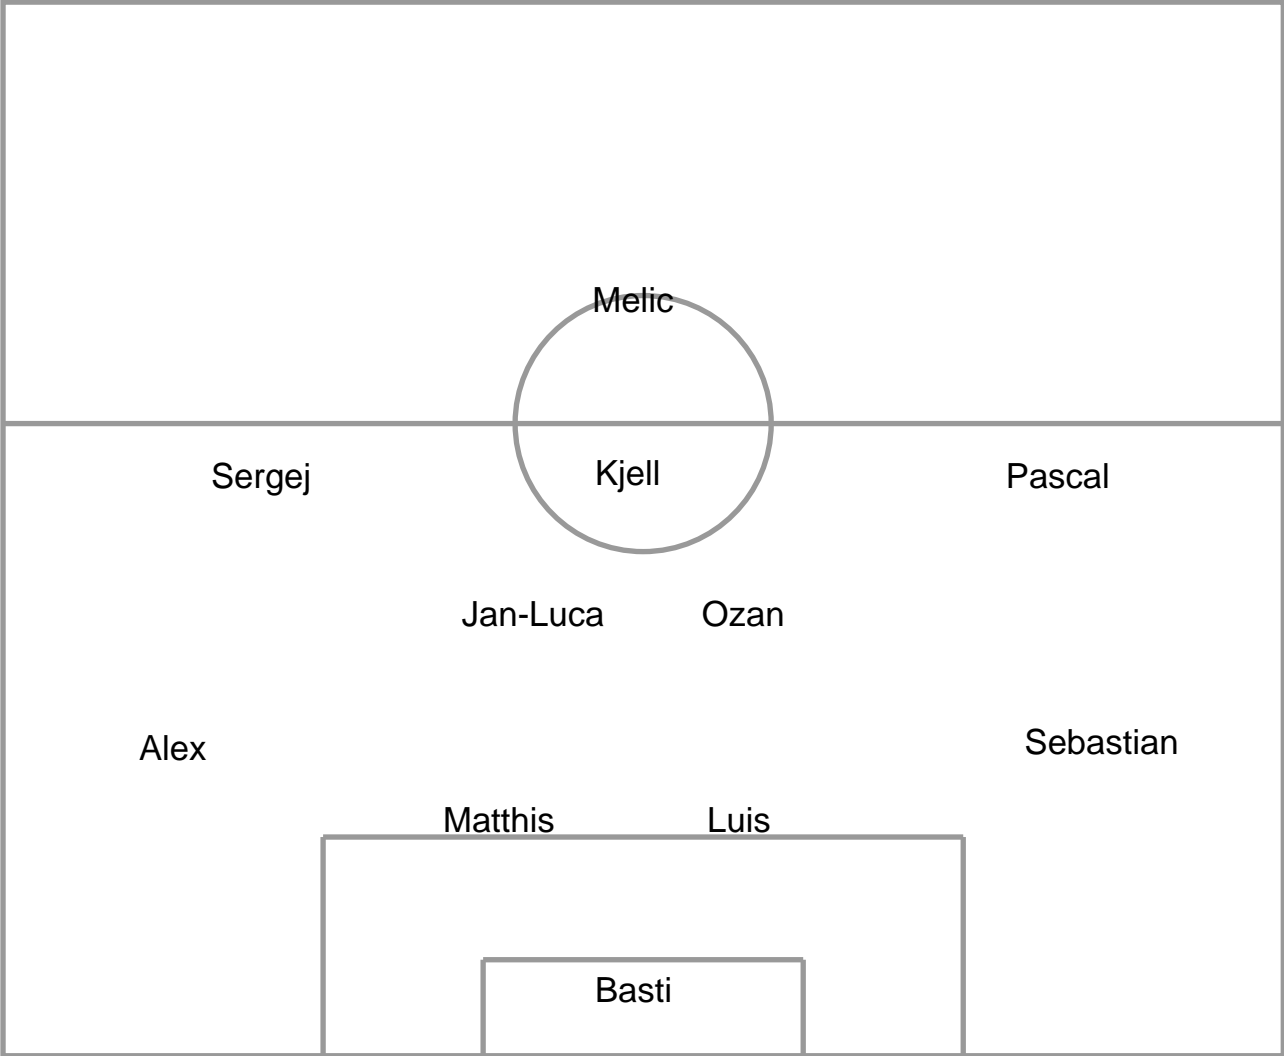 Melic
Sergej Kjell Pascal
Jan-Luca Ozan
Alex Sebastian
Matthis Luis
Basti